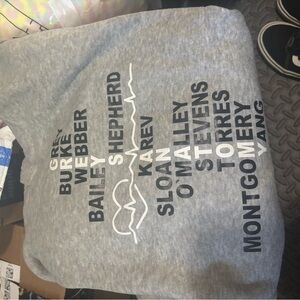 GREY
BURKE
WEBBER
BAILEY
SHEPHERD
KAREV
SLOAN
O'MALLEY
STEVENS
TORRES
MONTGOMERY
YANG